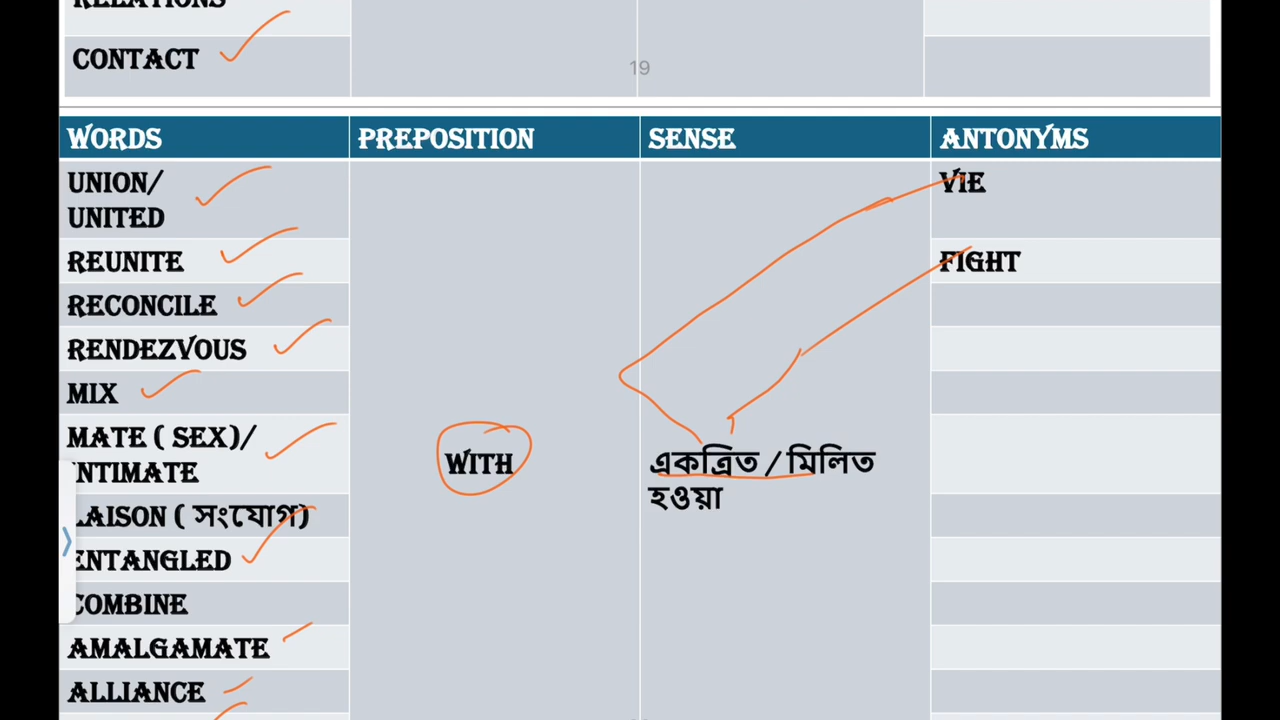 RELATIONS
CONTACT
19
WORDS PREPOSITION SENSE ANTONYMS
UNION/ VIE
UNITED
REUNITE FIGHT
RECONCILE
RENDEZVOUS
MIX
MATE ( SEX)/
INTIMATE
WITH একত্রিত / মিলিত
হওয়া
LAISON ( সংযোগ)
ENTANGLED
COMBINE
AMALGAMATE
ALLIANCE